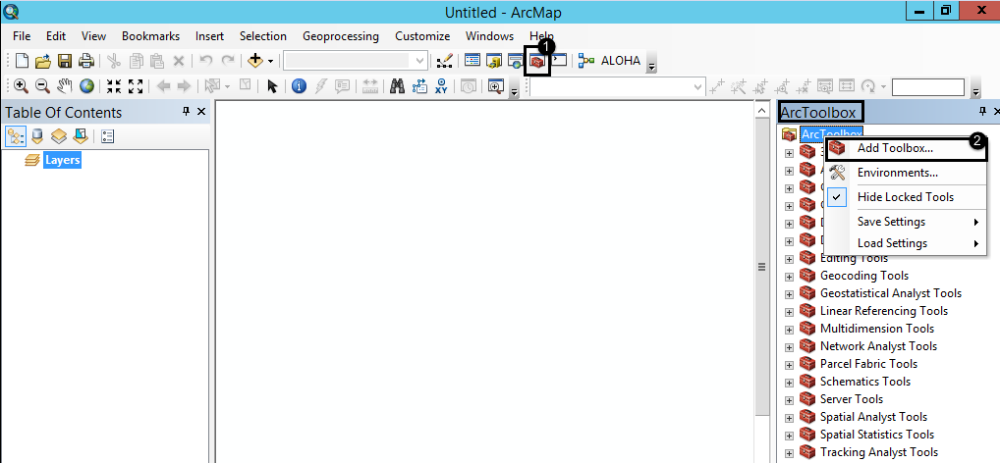 Untitled - ArcMap
File Edit View Bookmarks Insert Selection Geoprocessing Customize Windows Help
1
ALOHA
XY
Table Of Contents
Layers
ArcToolbox
ArcToolbox
2
Add Toolbox...
Environments...
Hide Locked Tools
Save Settings
Load Settings
Editing Tools
Geocoding Tools
Geostatistical Analyst Tools
Linear Referencing Tools
Multidimension Tools
Network Analyst Tools
Parcel Fabric Tools
Schematics Tools
Server Tools
Spatial Analyst Tools
Spatial Statistics Tools
Tracking Analyst Tools